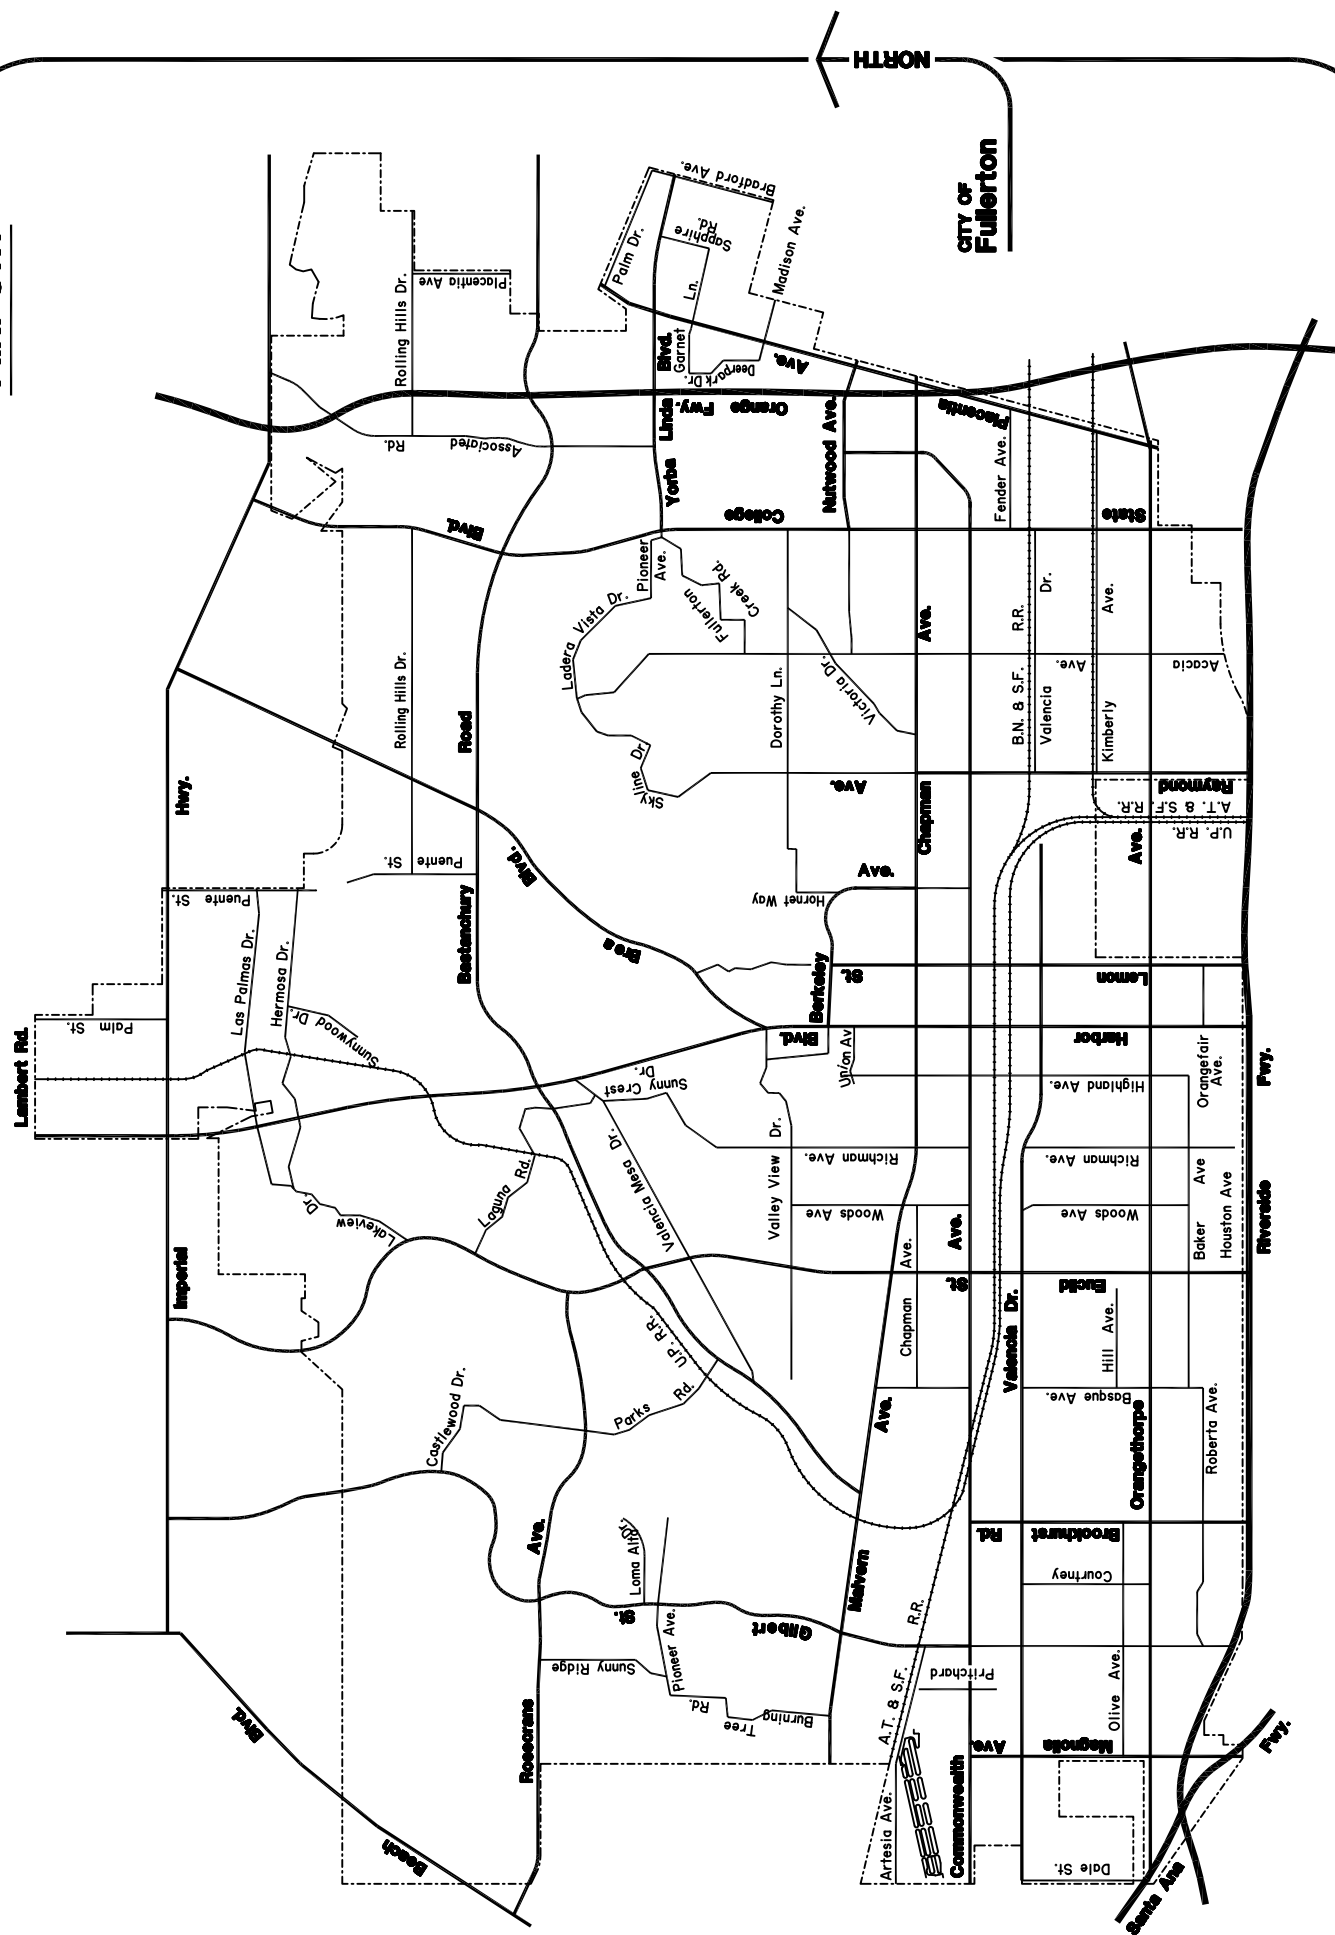 NORTH
CITY OF
Fullerton
Bradford Ave.
Palm Dr.
Sapphire
Rd.
Madison Ave.
Ln.
Garnet
Deerpark Dr.
Placentia Ave
Rolling Hills Dr.
Blvd.
Linda
Yorba
Orange Fwy.
Ave.
Placentia
Nutwood Ave.
Fender Ave.
Associated
Rd.
College
Blvd.
State
Pioneer
Ave.
Fullerton
Creek Rd.
Ladera Vista Dr.
Skyline Dr.
Dorothy Ln.
Victoria Dr.
Ave.
Chapman
R.R.
B.N. & S.F.
Dr.
Valencia
Ave.
Kimberly
Acacia
Ave.
Rolling Hills Dr.
Road
Bastanchury
Hwy.
Imperial
Raymond
Ave.
A.T. & S.F. R.R.
U.P. R.R.
Ave.
Orangethorpe
Puente St.
Puente St.
Blvd.
Brea
Hornet Way
Ave.
Berkeley
Las Palmas Dr.
Hermosa Dr.
Sunnywood Dr.
Palm St.
Lambert Rd.
Lemon
St.
Harbor
Blvd.
Union Av
Orangefair
Ave.
Highland Ave.
Fwy.
Riverside
Sunny Crest
Dr.
Valencia Mesa Dr.
Laguna Rd.
Valley View Dr.
Richman Ave.
Richman Ave.
Woods Ave
Woods Ave.
Baker Ave
Houston Ave
Lakeview
Dr.
Ave.
Chapman
Ave.
Commonwealth
Euclid
St.
Valencia Dr.
Hill Ave.
Basque Ave.
Roberta Ave.
U.P. R.R.
Parks Rd.
Castlewood Dr.
Ave.
Malvern
Ave.
Rosecrans
Loma Alta
Dr.
Brookhurst
Rd.
Courtney
Gilbert
St.
Pioneer Ave.
Sunny Ridge
Burning
Tree
Rd.
R.R.
A.T. & S.F.
Pritchard
Olive Ave.
Magnolia
Ave.
Artesia Ave.
Dale St.
Beach
Blvd.
Santa Ana
Fwy.